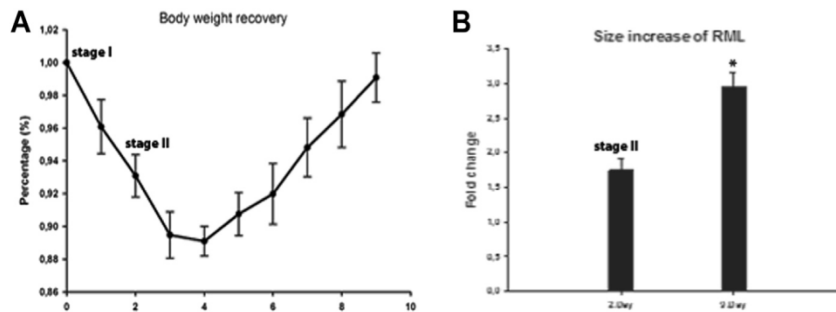 A
Body weight recovery
1,02
stage I
1,00
0,98
0,96
stage II
0,94
0,92
0,90
0,88
0,86
Percentage (%)
0 2 4 6 8 10
B
Size increase of RML
3,5
3,0
2,5
2,0
1,5
1,0
0,5
0,0
Fold change
*
stage II
2.Day 9.Day